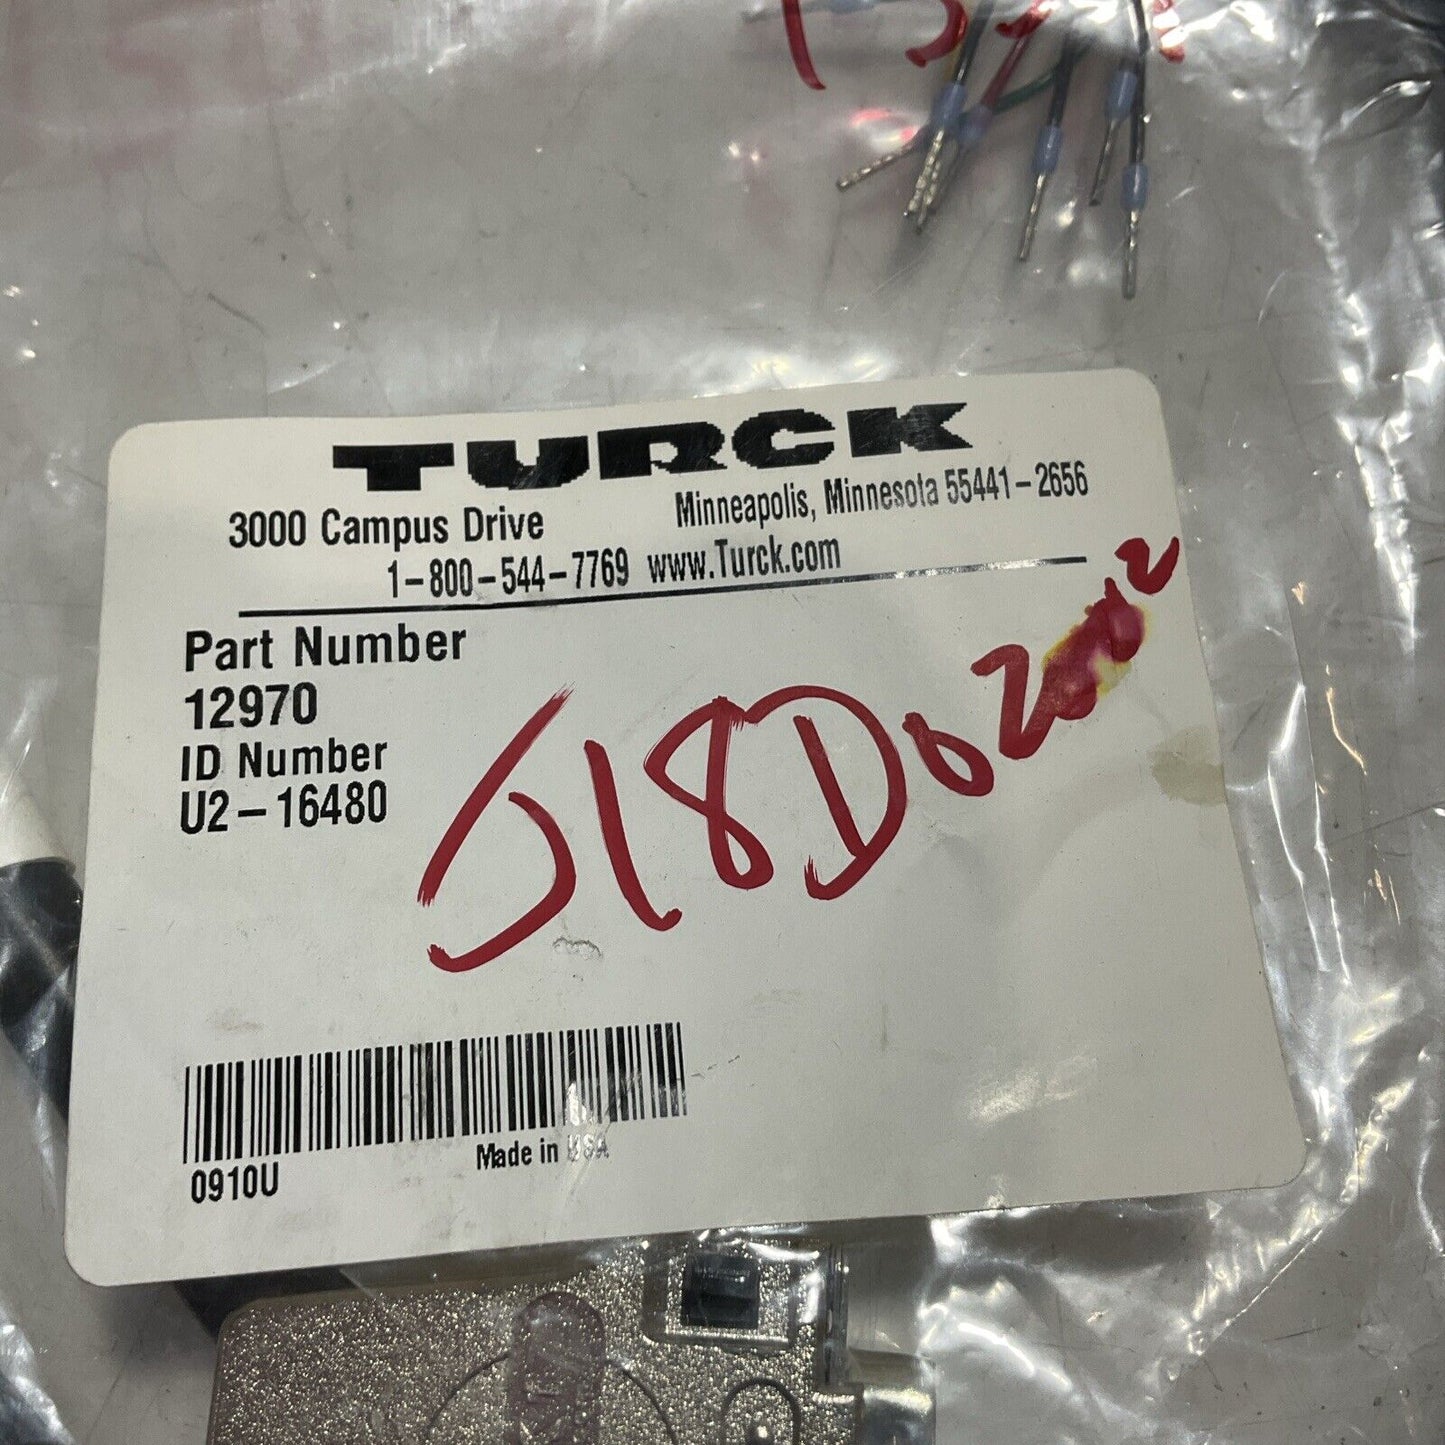 TURCK
3000 Campus Drive Minneapolis, Minnesota 55441-2656
1-800-544-7769 www.Turck.com
Part Number
12970
ID Number
U2-16480
0910U
Made in USA